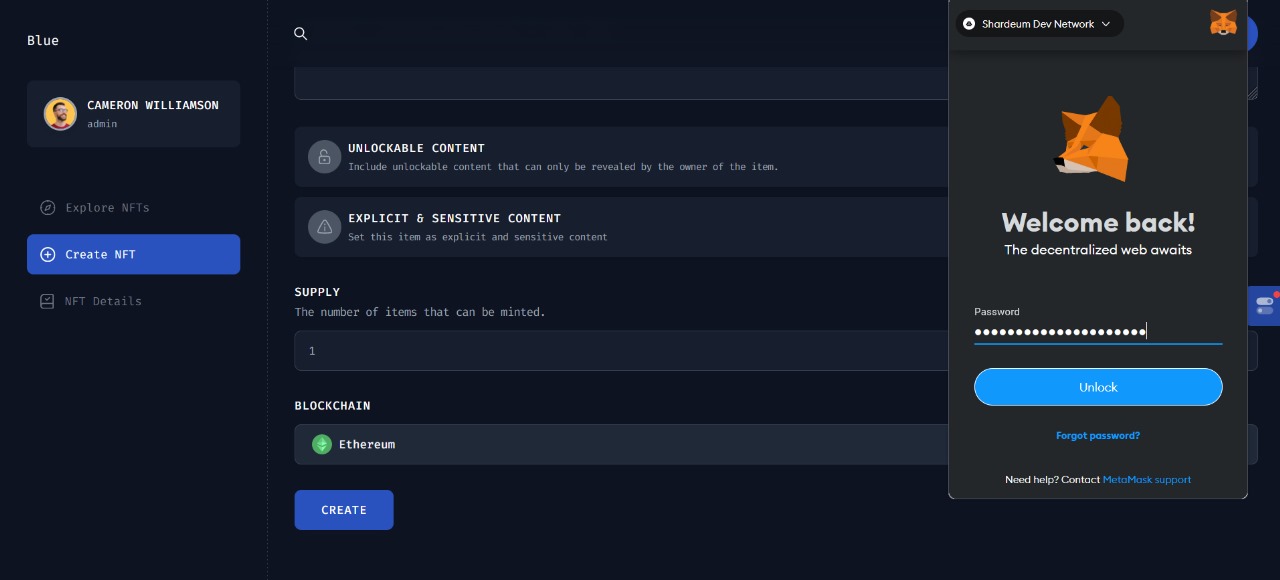 Blue
CAMERON WILLIAMSON
admin
Explore NFTs
Create NFT
NFT Details
UNLOCKABLE CONTENT
Include unlockable content that can only be revealed by the owner of the item.
EXPLICIT & SENSITIVE CONTENT
Set this item as explicit and sensitive content
SUPPLY
The number of items that can be minted.
1
BLOCKCHAIN
Ethereum
CREATE
Shardeum Dev Network
Welcome back!
The decentralized web awaits
Password
Unlock
Forgot password?
Need help? Contact MetaMask support